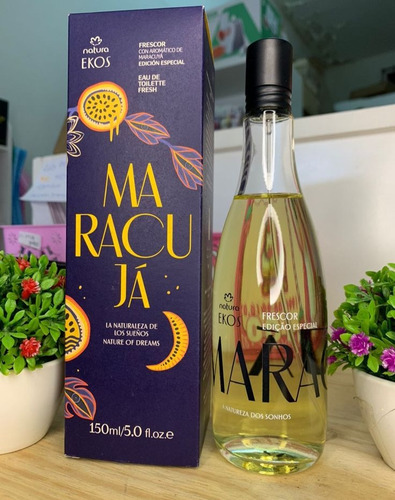 natura
EKOS
FRESCOR
CON AROMÁTICO DE
MARACUYÁ
EDICIÓN ESPECIAL
EAU DE
TOILETTE
FRESH
MA
RACU
JÁ
LA NATURALEZA DE
LOS SUEÑOS
NATURE OF DREAMS
150ml/5.0 fl.oz.e
natura
EKOS
FRESCOR
EDIÇÃO ESPECIAL
MARAC
A NATUREZA DOS SONHOS